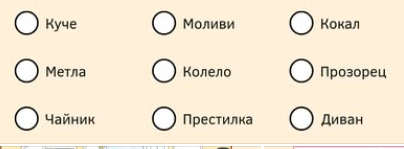 Куче Моливи Кокал
Метла Колело Прозорец
Чайник Престилка Диван